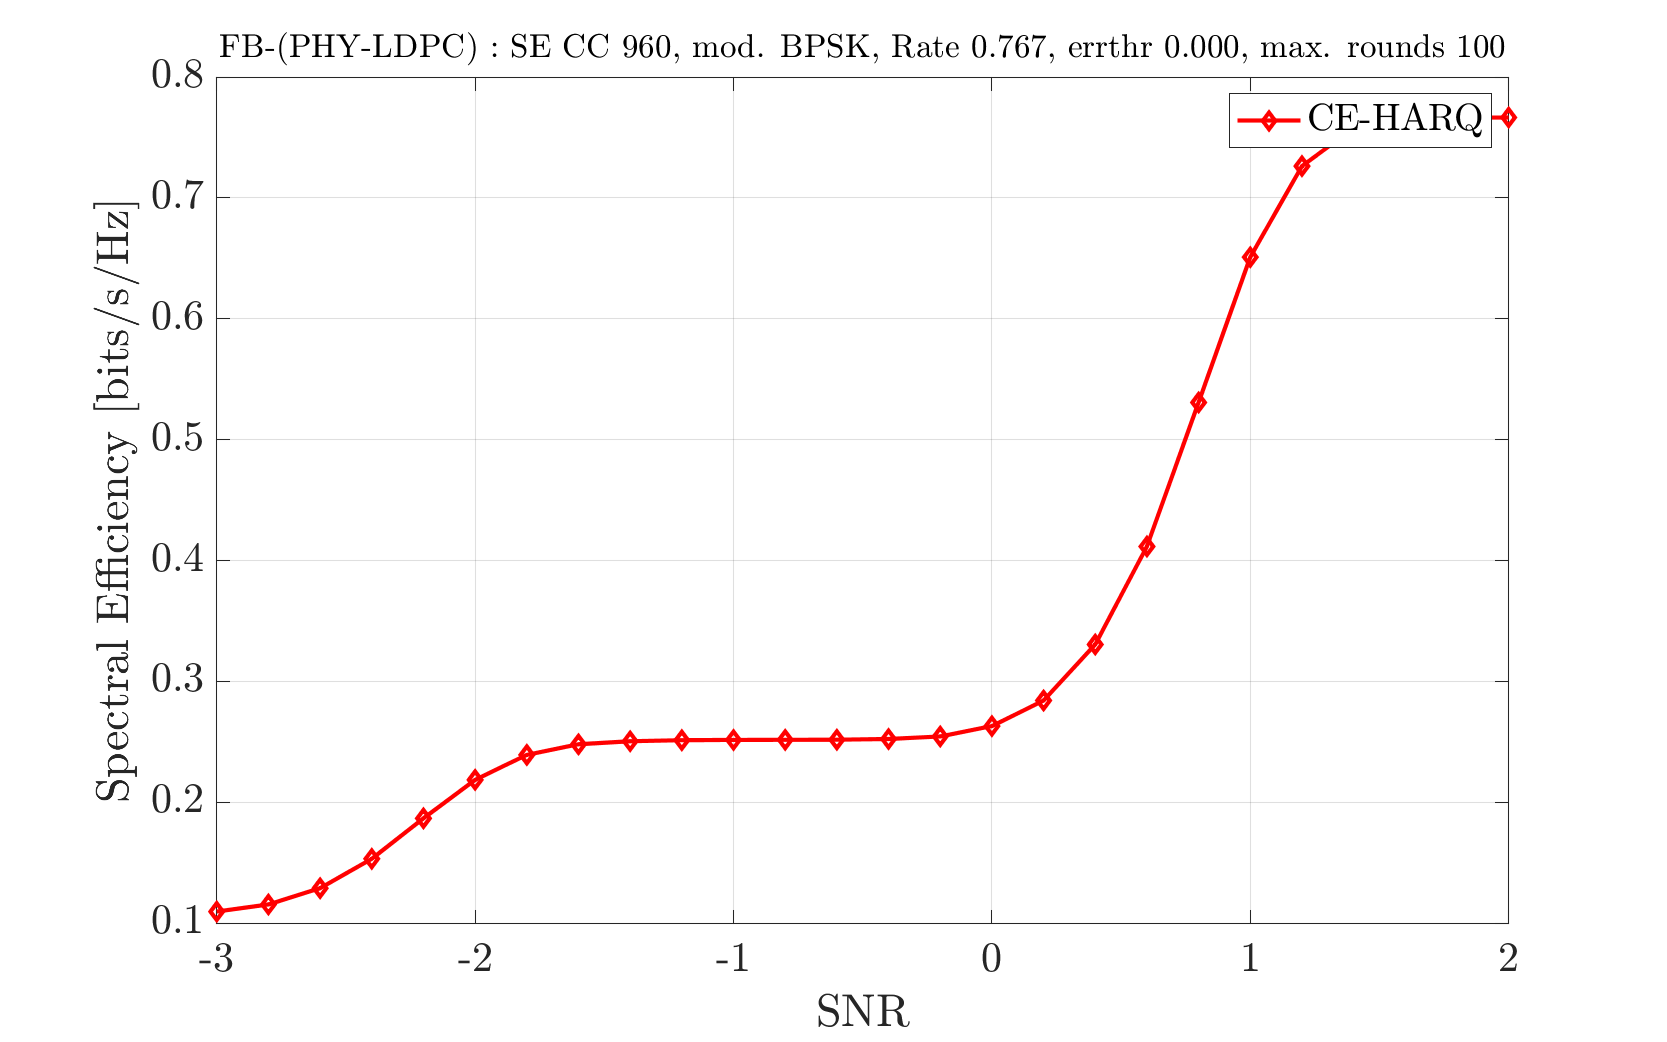 FB-(PHY-LDPC) : SE CC 960, mod. BPSK, Rate 0.767, errthr 0.000, max. rounds 100
CE-HARQ
Spectral Efficiency [bits/s/Hz]
0.8
0.7
0.6
0.5
0.4
0.3
0.2
0.1
-3 -2 -1 0 1 2
SNR